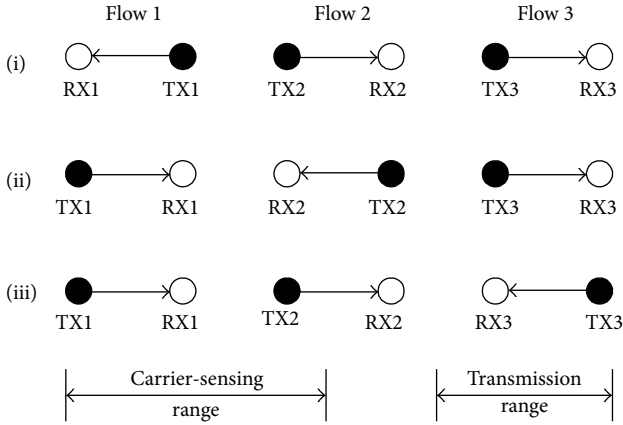 Flow 1 Flow 2 Flow 3
(i)
RX1 TX1 TX2 RX2 TX3 RX3
(ii)
TX1 RX1 RX2 TX2 TX3 RX3
(iii)
TX1 RX1 TX2 RX2 RX3 TX3
Carrier-sensing range
Transmission range